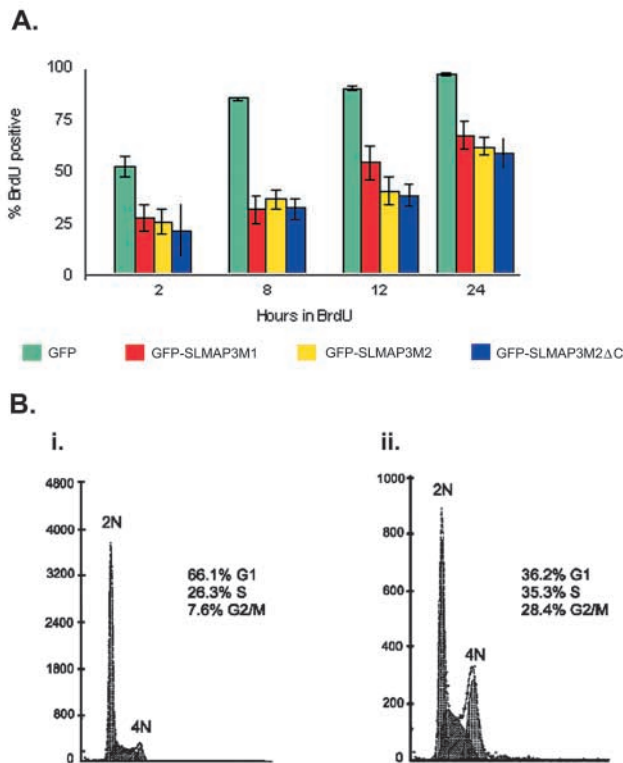 A.
100
75
50
25
0
% BrdU positive
2 8 12 24
Hours in BrdU
GFP GFP-SLMAP3M1 GFP-SLMAP3M2 GFP-SLMAP3M2ΔC
B.
i.
4800
4000
3200
2400
1600
800
0
2N
4N
66.1% G1
26.3% S
7.6% G2/M
ii.
1000
800
600
400
200
0
2N
4N
36.2% G1
35.3% S
28.4% G2/M